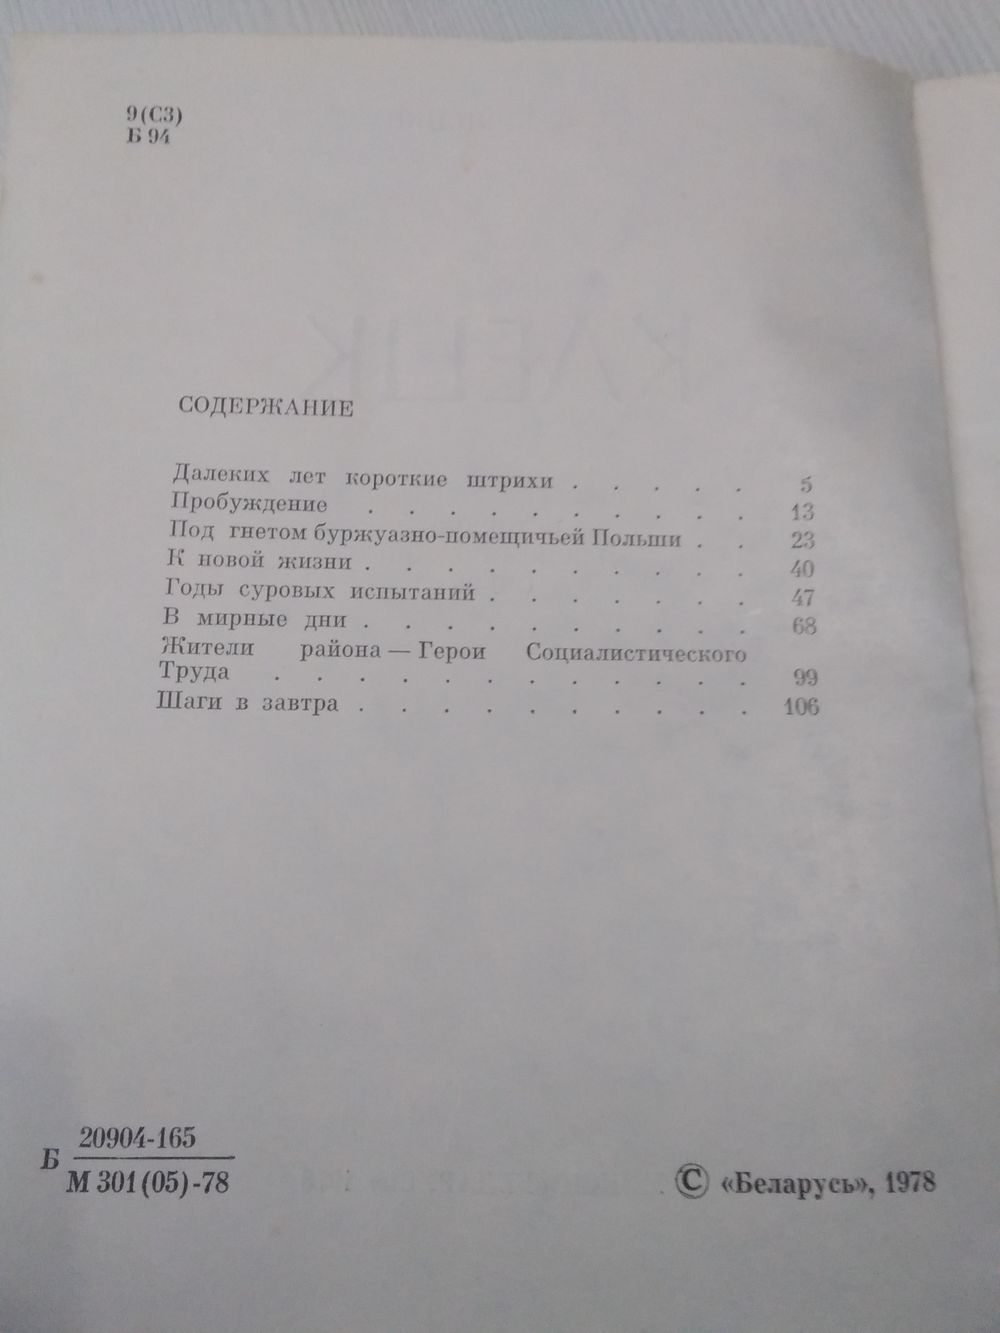 9(С3)
Б 94
СОДЕРЖАНИЕ
Далеких лет короткие штрихи . . . . . 5
Пробуждение . . . . . . . . . . 13
Под гнетом буржуазно-помещичьей Польши . . 23
К новой жизни . . . . . . . . . . 40
Годы суровых испытаний . . . . . . . 47
В мирные дни . . . . . . . . . . 68
Жители района — Герои Социалистического
Труда . . . . . . . . . . . . 99
Шаги в завтра . . . . . . . . . . 106
Б 20904-165
М 301(05)-78
© «Беларусь», 1978